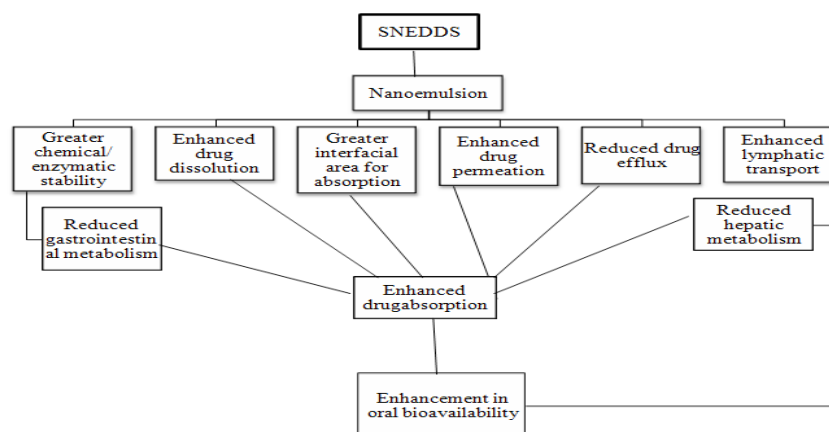 SNEDDS
Nanoemulsion
Greater
chemical/
enzymatic
stability
Enhanced
drug
dissolution
Greater
interfacial
area for
absorption
Enhanced
drug
permeation
Reduced drug
efflux
Enhanced
lymphatic
transport
Reduced
gastrointestin
al metabolism
Reduced
hepatic
metabolism
Enhanced
drugabsorption
Enhancement in
oral bioavailability